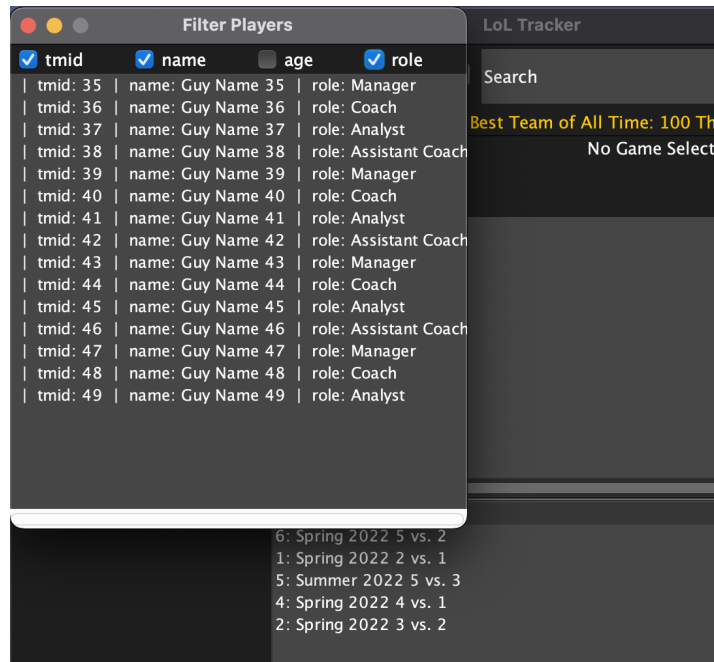 Filter Players
LoL Tracker
tmid name age role
Search
| tmid: 35 | name: Guy Name 35 | role: Manager
| tmid: 36 | name: Guy Name 36 | role: Coach
| tmid: 37 | name: Guy Name 37 | role: Analyst
| tmid: 38 | name: Guy Name 38 | role: Assistant Coach
| tmid: 39 | name: Guy Name 39 | role: Manager
| tmid: 40 | name: Guy Name 40 | role: Coach
| tmid: 41 | name: Guy Name 41 | role: Analyst
| tmid: 42 | name: Guy Name 42 | role: Assistant Coach
| tmid: 43 | name: Guy Name 43 | role: Manager
| tmid: 44 | name: Guy Name 44 | role: Coach
| tmid: 45 | name: Guy Name 45 | role: Analyst
| tmid: 46 | name: Guy Name 46 | role: Assistant Coach
| tmid: 47 | name: Guy Name 47 | role: Manager
| tmid: 48 | name: Guy Name 48 | role: Coach
| tmid: 49 | name: Guy Name 49 | role: Analyst
Best Team of All Time: 100 Th
No Game Select
6: Spring 2022 5 vs. 2
1: Spring 2022 2 vs. 1
5: Summer 2022 5 vs. 3
4: Spring 2022 4 vs. 1
2: Spring 2022 3 vs. 2